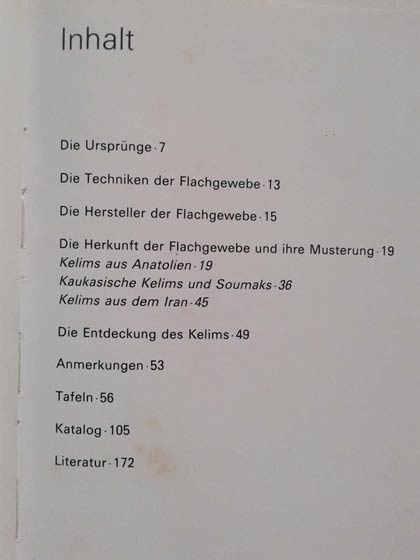 Inhalt
Die Ursprünge·7
Die Techniken der Flachgewebe·13
Die Hersteller der Flachgewebe·15
Die Herkunft der Flachgewebe und ihre Musterung·19
Kelims aus Anatolien·19
Kaukasische Kelims und Soumaks·36
Kelims aus dem Iran·45
Die Entdeckung des Kelims·49
Anmerkungen·53
Tafeln·56
Katalog·105
Literatur·172